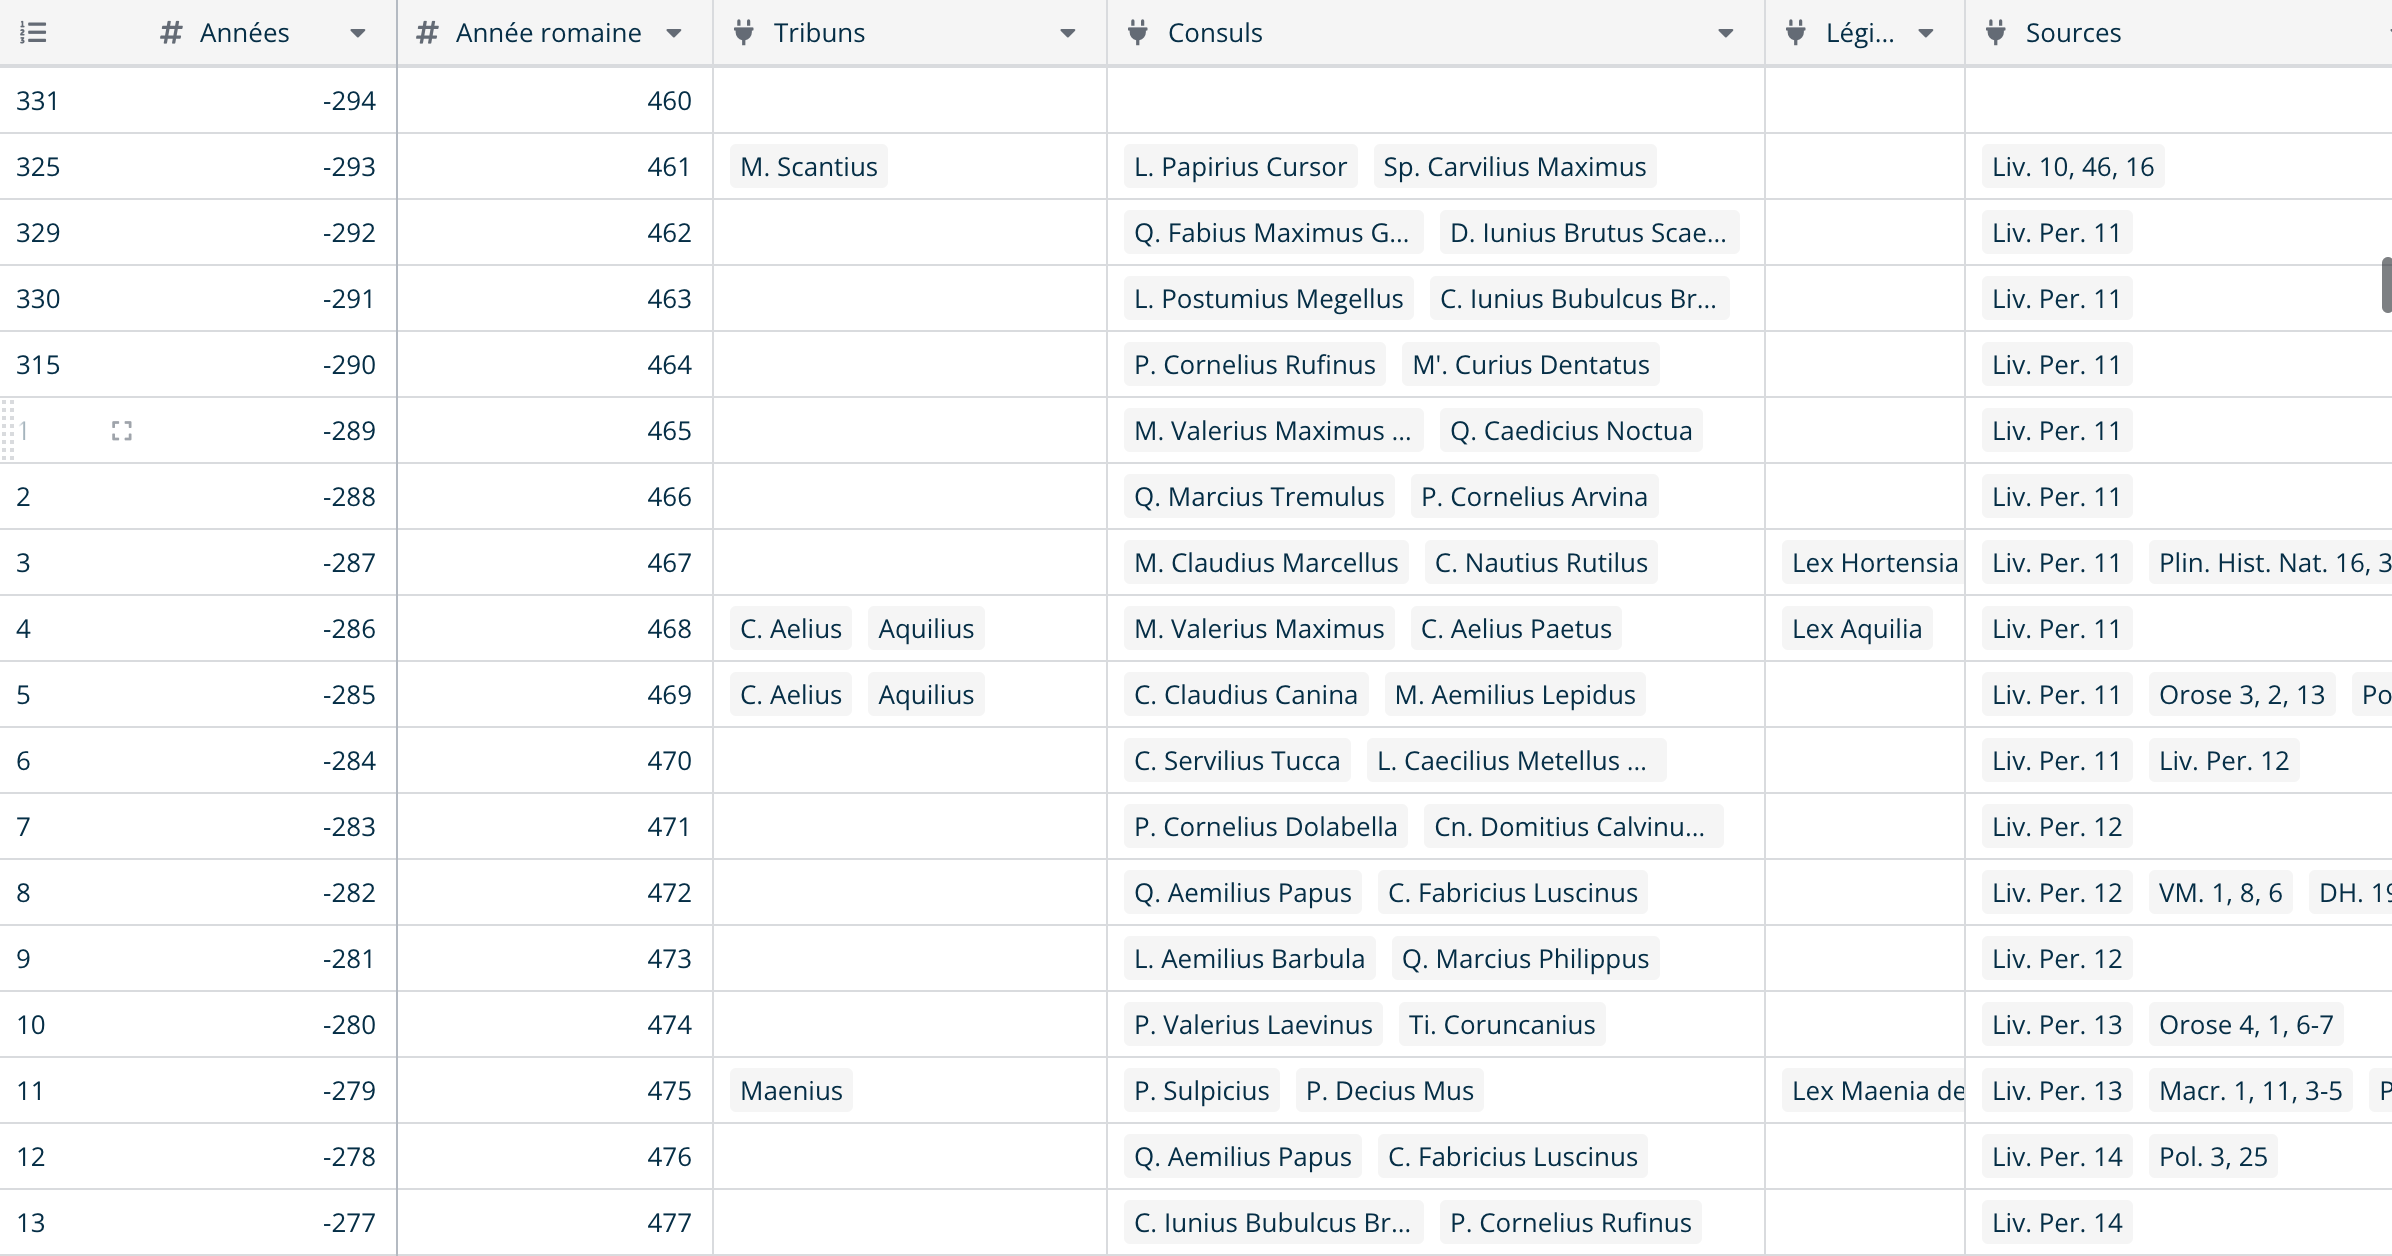 Années Année romaine Tribuns Consuls Légi... Sources
331 -294 460
325 -293 461 M. Scantius L. Papirius Cursor Sp. Carvilius Maximus Liv. 10, 46, 16
329 -292 462 Q. Fabius Maximus G... D. Iunius Brutus Scae... Liv. Per. 11
330 -291 463 L. Postumius Megellus C. Iunius Bubulcus Br... Liv. Per. 11
315 -290 464 P. Cornelius Rufinus M'. Curius Dentatus Liv. Per. 11
1 -289 465 M. Valerius Maximus ... Q. Caedicius Noctua Liv. Per. 11
2 -288 466 Q. Marcius Tremulus P. Cornelius Arvina Liv. Per. 11
3 -287 467 M. Claudius Marcellus C. Nautius Rutilus Lex Hortensia Liv. Per. 11 Plin. Hist. Nat. 16, 3
4 -286 468 C. Aelius Aquilius M. Valerius Maximus C. Aelius Paetus Lex Aquilia Liv. Per. 11
5 -285 469 C. Aelius Aquilius C. Claudius Canina M. Aemilius Lepidus Liv. Per. 11 Orose 3, 2, 13 Po
6 -284 470 C. Servilius Tucca L. Caecilius Metellus ... Liv. Per. 11 Liv. Per. 12
7 -283 471 P. Cornelius Dolabella Cn. Domitius Calvinu... Liv. Per. 12
8 -282 472 Q. Aemilius Papus C. Fabricius Luscinus Liv. Per. 12 VM. 1, 8, 6 DH. 19
9 -281 473 L. Aemilius Barbula Q. Marcius Philippus Liv. Per. 12
10 -280 474 P. Valerius Laevinus Ti. Coruncanius Liv. Per. 13 Orose 4, 1, 6-7
11 -279 475 Maenius P. Sulpicius P. Decius Mus Lex Maenia de Liv. Per. 13 Macr. 1, 11, 3-5 P
12 -278 476 Q. Aemilius Papus C. Fabricius Luscinus Liv. Per. 14 Pol. 3, 25
13 -277 477 C. Iunius Bubulcus Br... P. Cornelius Rufinus Liv. Per. 14